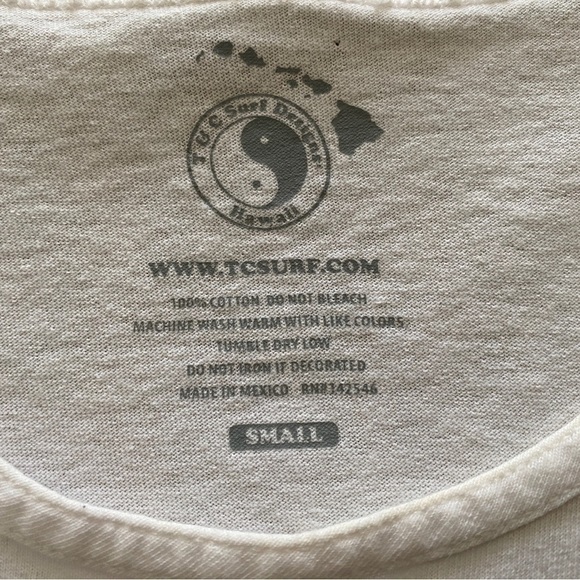 T U C Surf Designs
Hawaii
WWW.TCSURF.COM
100% COTTON DO NOT BLEACH
MACHINE WASH WARM WITH LIKE COLORS
TUMBLE DRY LOW
DO NOT IRON IF DECORATED
MADE IN MEXICO RN#142546
SMALL